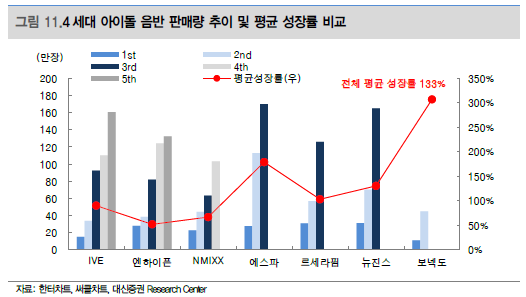 그림 11. 4세대 아이돌 음반 판매량 추이 및 평균 성장률 비교
(만장)
1st
2nd
3rd
4th
5th
평균성장률(우)
전체 평균 성장률 133%
200
180
160
140
120
100
80
60
40
20
0
350%
300%
250%
200%
150%
100%
50%
0%
IVE
엔하이픈
NMIXX
에스파
르세라핌
뉴진스
보넥도
자료: 한터차트, 써클차트, 대신증권 Research Center